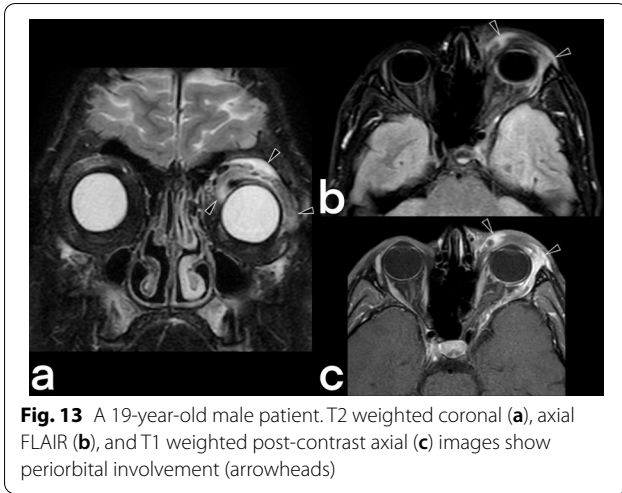 a
b
c
Fig. 13 A 19-year-old male patient. T2 weighted coronal (a), axial
FLAIR (b), and T1 weighted post-contrast axial (c) images show
periorbital involvement (arrowheads)